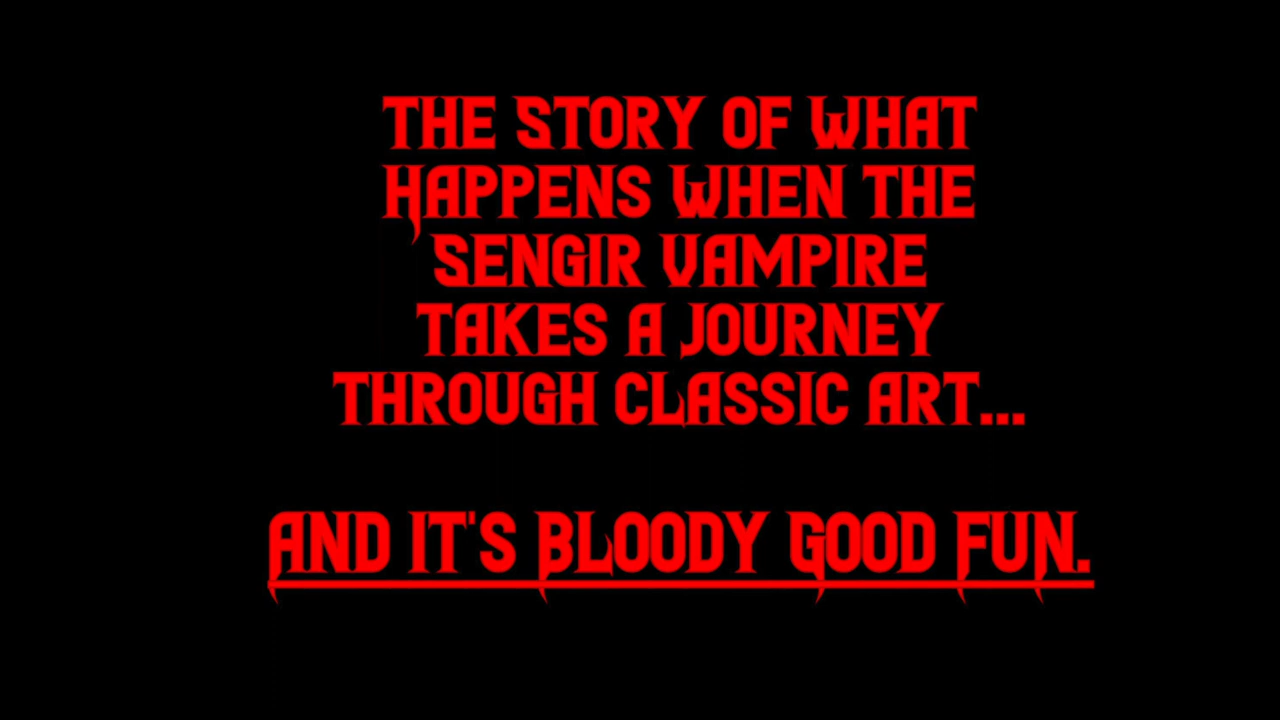 THE STORY OF WHAT
HAPPENS WHEN THE
SENGIR VAMPIRE
TAKES A JOURNEY
THROUGH CLASSIC ART...
AND IT'S BLOODY GOOD FUN.